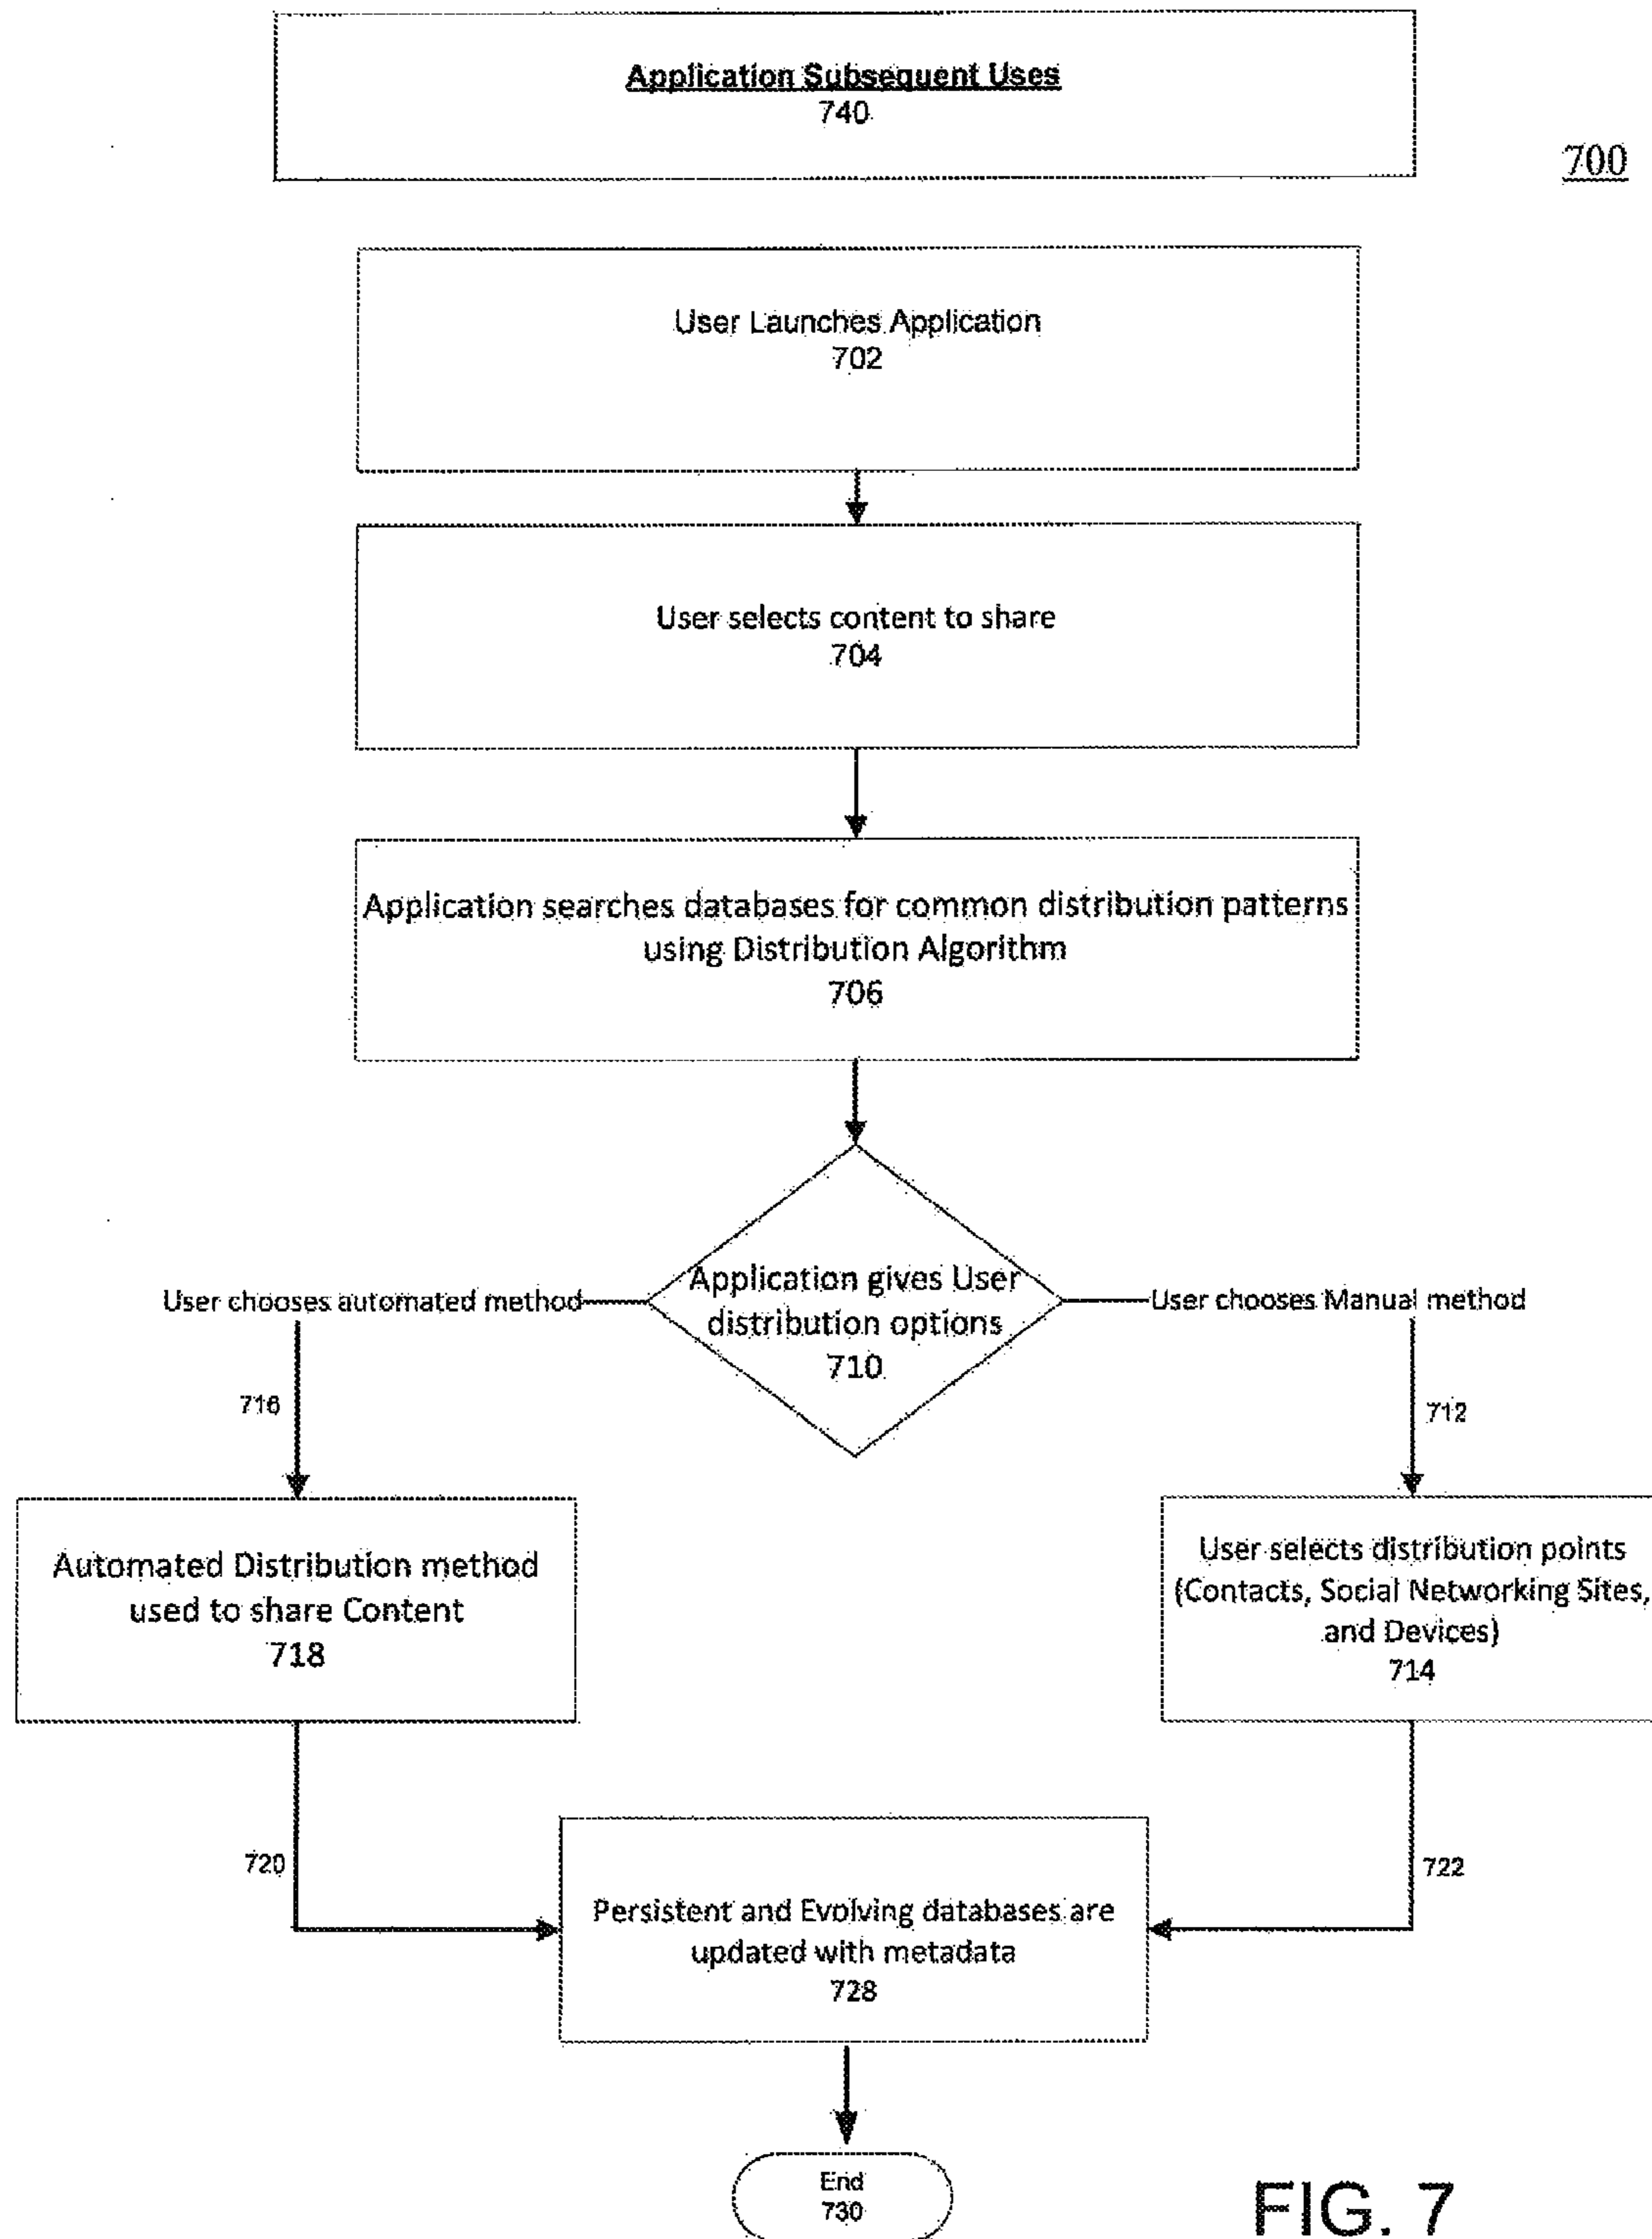 Application Subsequent Uses
740
700
User Launches Application
702
User selects content to share
704
Application searches databases for common distribution patterns
using Distribution Algorithm
706
Application gives User
distribution options
710
User chooses automated method
User chooses Manual method
716
712
Automated Distribution method
used to share Content
718
User selects distribution points
(Contacts, Social Networking Sites,
and Devices)
714
720
722
Persistent and Evolving databases are
updated with metadata
728
End
730
FIG. 7